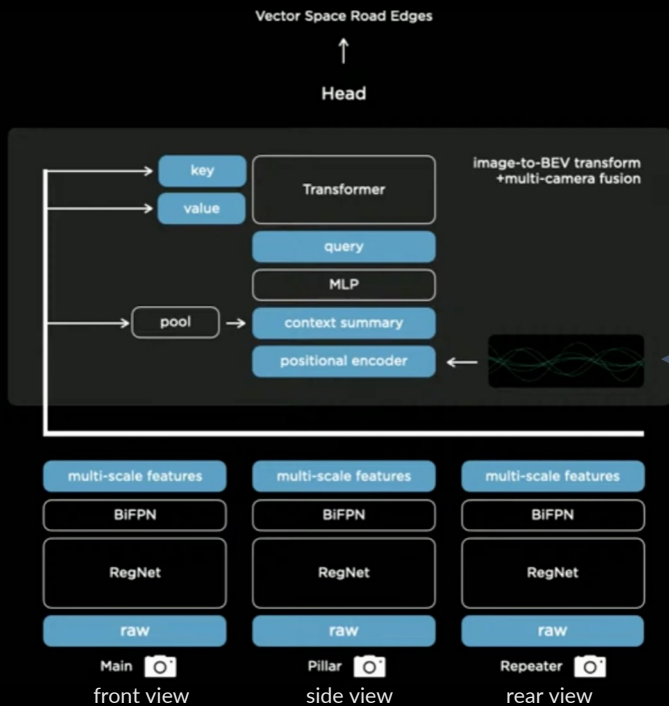 Vector Space Road Edges
Head
image-to-BEV transform
+multi-camera fusion
key
Transformer
value
query
MLP
pool
context summary
positional encoder
multi-scale features
multi-scale features
multi-scale features
BiFPN
BiFPN
BiFPN
RegNet
RegNet
RegNet
raw
raw
raw
Main
Pillar
Repeater
front view
side view
rear view